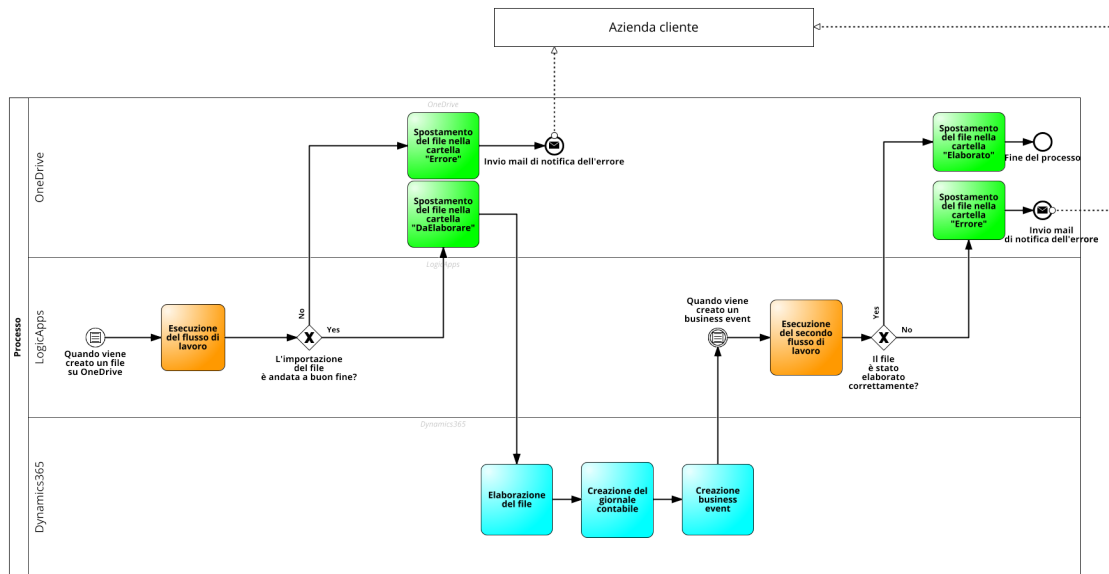 Azienda cliente
OneDrive
Spostamento
del file nella
cartella
"Errore"
Invio mail di notifica dell'errore
Spostamento
del file nella
cartella
"DaElaborare"
Spostamento
del file nella
cartella
"Elaborato"
Fine del processo
Spostamento
del file nella
cartella
"Errore"
Invio mail
di notifica dell'errore
OneDrive
Processo
LogicApps
LogicApps
Quando viene
creato un file
su OneDrive
Esecuzione
del flusso di
lavoro
No
Yes
L'importazione
del file
è andata a buon fine?
Quando viene
creato un
business event
Esecuzione
del secondo
flusso di
lavoro
Yes
No
Il file
è stato
elaborato
correttamente?
Dynamics365
Dynamics365
Elaborazione
del file
Creazione del
giornale
contabile
Creazione
business
event